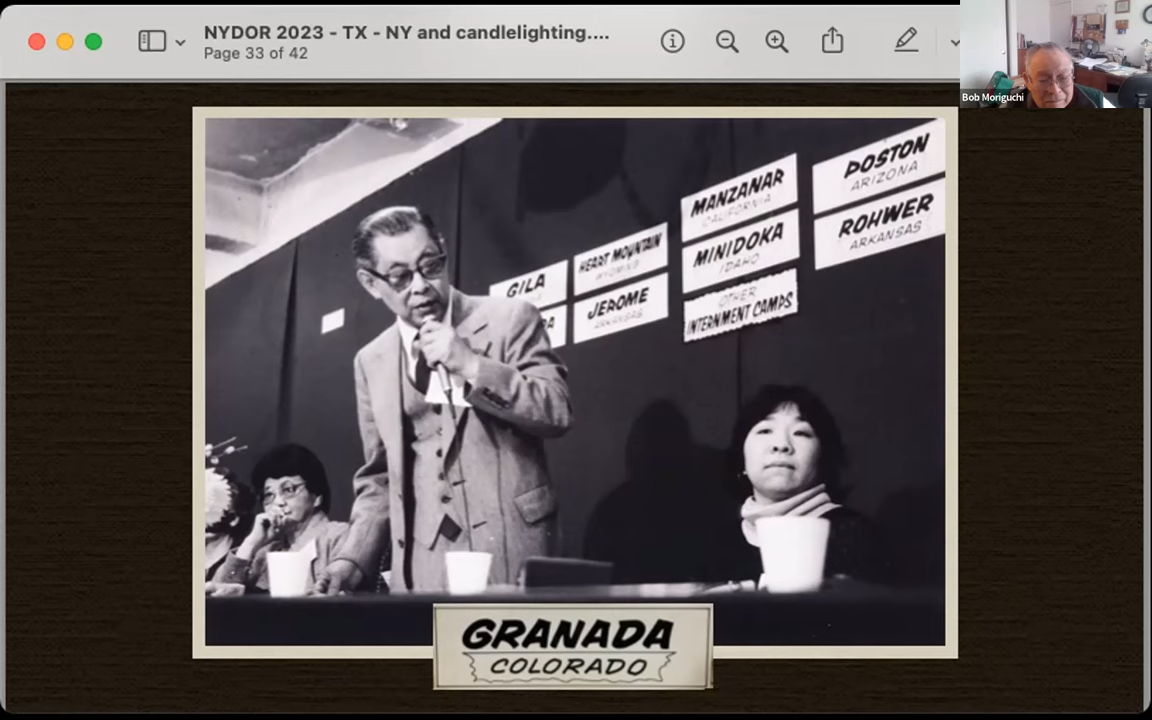 NYDOR 2023 - TX - NY and candlelighting....
Page 33 of 42
Bob Moriguchi
GILA
HEART MOUNTAIN
WYOMING
JEROME
ARKANSAS
MANZANAR
CALIFORNIA
MINIDOKA
IDAHO
OTHER
INTERNMENT CAMPS
POSTON
ARIZONA
ROHWER
ARKANSAS
GRANADA
COLORADO